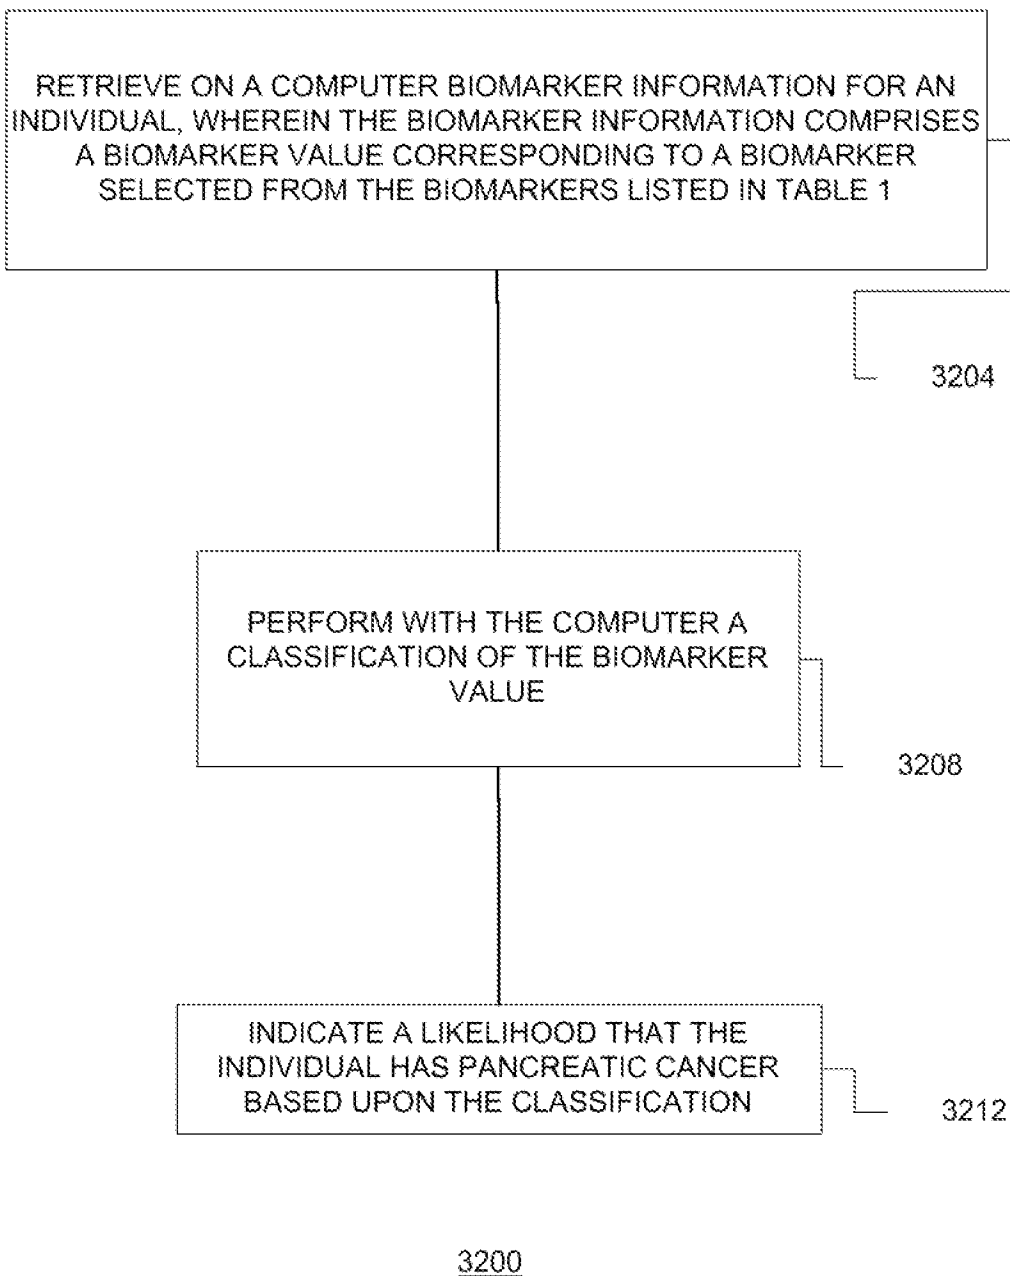 RETRIEVE ON A COMPUTER BIOMARKER INFORMATION FOR AN
INDIVIDUAL, WHEREIN THE BIOMARKER INFORMATION COMPRISES
A BIOMARKER VALUE CORRESPONDING TO A BIOMARKER
SELECTED FROM THE BIOMARKERS LISTED IN TABLE 1
3204
PERFORM WITH THE COMPUTER A
CLASSIFICATION OF THE BIOMARKER
VALUE
3208
INDICATE A LIKELIHOOD THAT THE
INDIVIDUAL HAS PANCREATIC CANCER
BASED UPON THE CLASSIFICATION
3212
3200